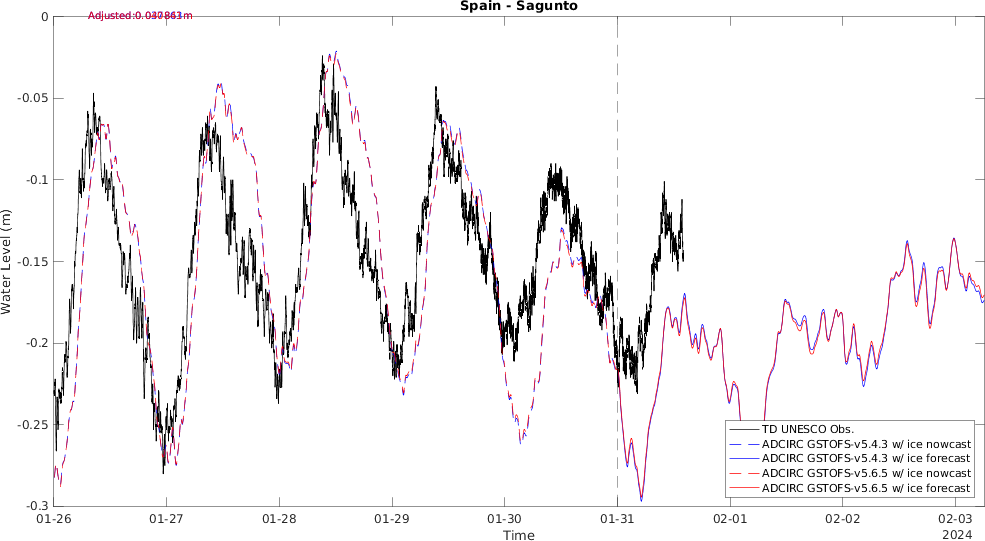 Spain - Sagunto
Adjusted:
0
-0.05
-0.1
-0.15
-0.2
-0.25
-0.3
Water Level (m)
01-26
01-27
01-28
01-29
01-30
01-31
02-01
02-02
02-03
2024
Time
TD UNESCO Obs.
ADCIRC GSTOFS-v5.4.3 w/ ice nowcast
ADCIRC GSTOFS-v5.4.3 w/ ice forecast
ADCIRC GSTOFS-v5.6.5 w/ ice nowcast
ADCIRC GSTOFS-v5.6.5 w/ ice forecast